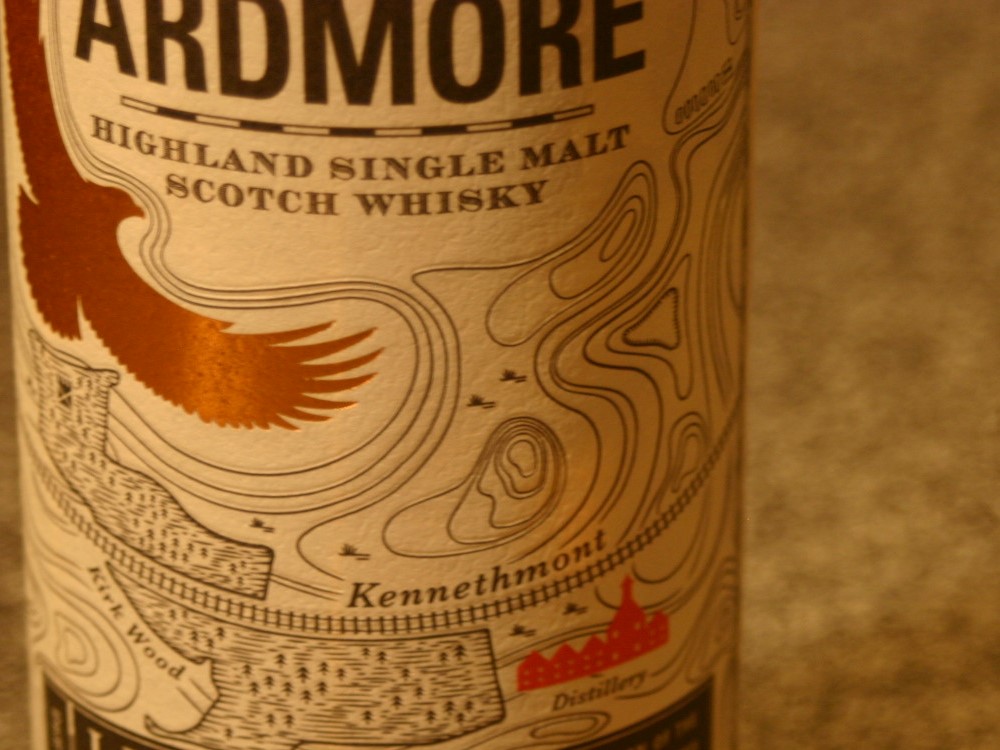 ARDMORE
HIGHLAND SINGLE MALT
SCOTCH WHISKY
Kennethmont
Kirk Wood
Distillery